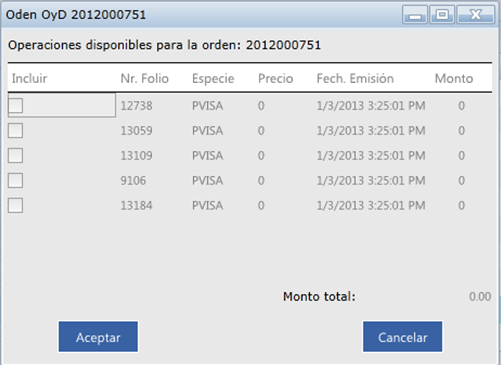 Oden OyD 2012000751
Operaciones disponibles para la orden: 2012000751
Incluir Nr. Folio Especie Precio Fech. Emisión Monto
12738 PVISA 0 1/3/2013 3:25:01 PM 0
13059 PVISA 0 1/3/2013 3:25:01 PM 0
13109 PVISA 0 1/3/2013 3:25:01 PM 0
9106 PVISA 0 1/3/2013 3:25:01 PM 0
13184 PVISA 0 1/3/2013 3:25:01 PM 0
Monto total: 0.00
Aceptar Cancelar